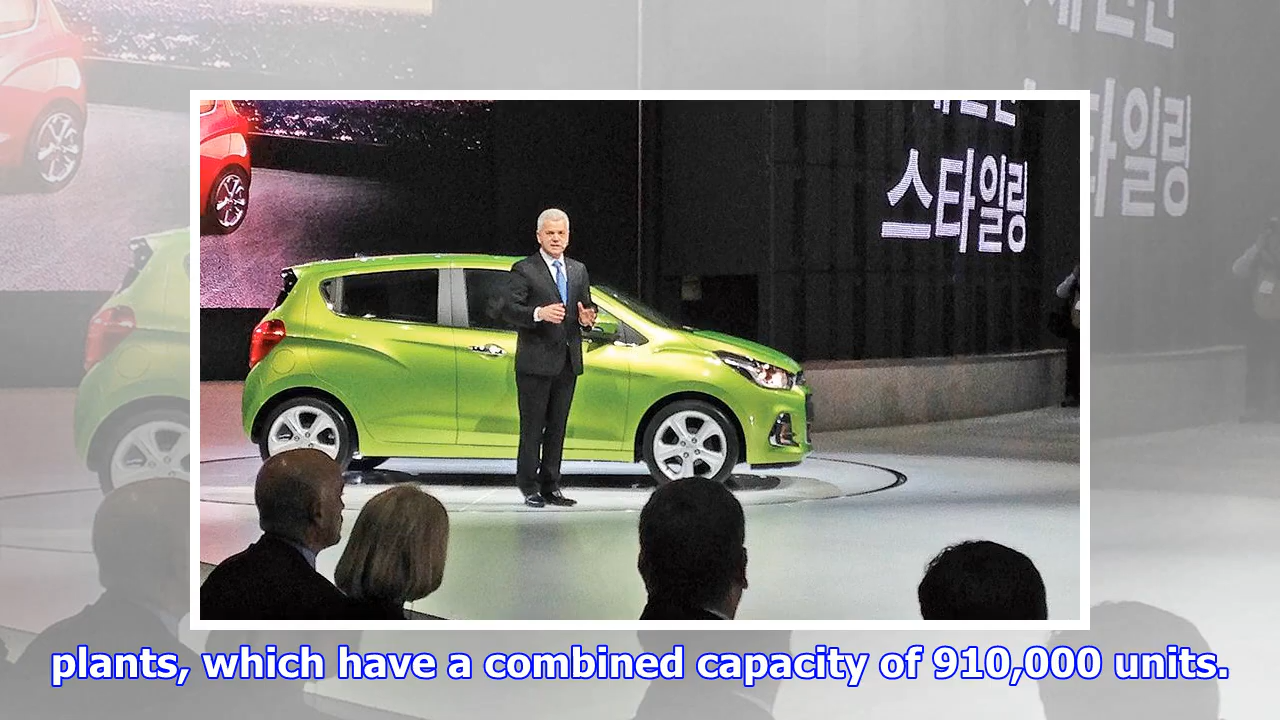 스타일링
plants, which have a combined capacity of 910,000 units.